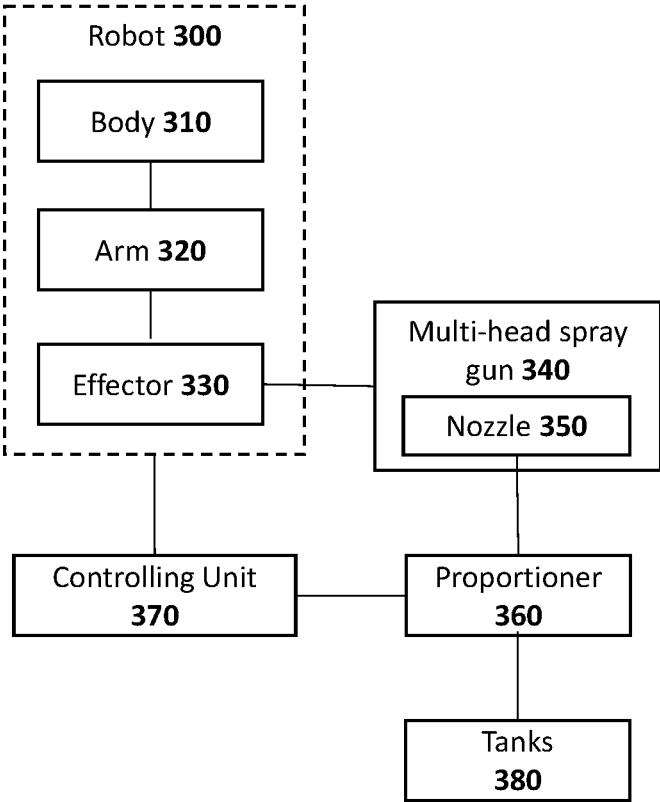 Robot 300
Body 310
Arm 320
Effector 330
Multi-head spray
gun 340
Nozzle 350
Controlling Unit
370
Proportioner
360
Tanks
380